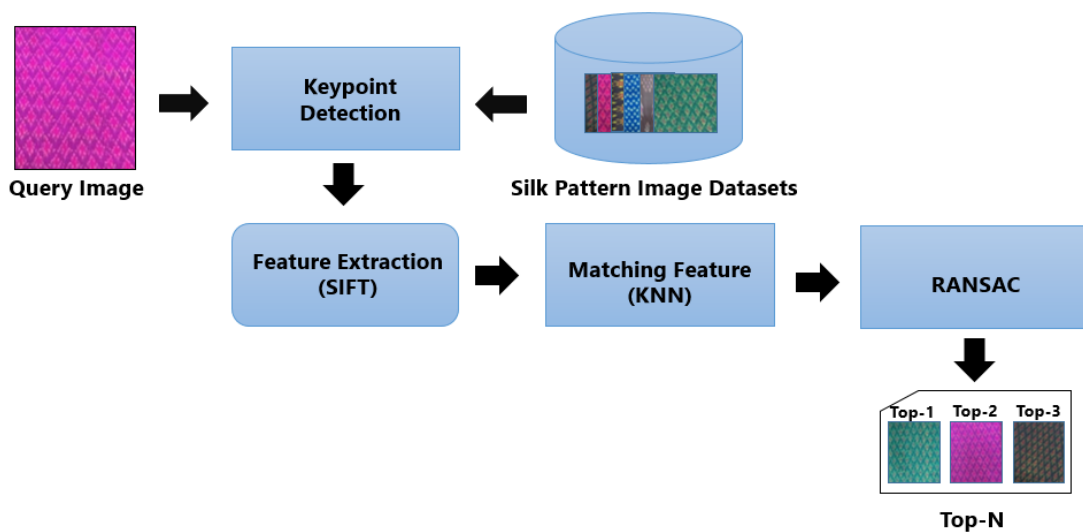 Query Image
Keypoint
Detection
Silk Pattern Image Datasets
Feature Extraction
(SIFT)
Matching Feature
(KNN)
RANSAC
Top-1
Top-2
Top-3
Top-N